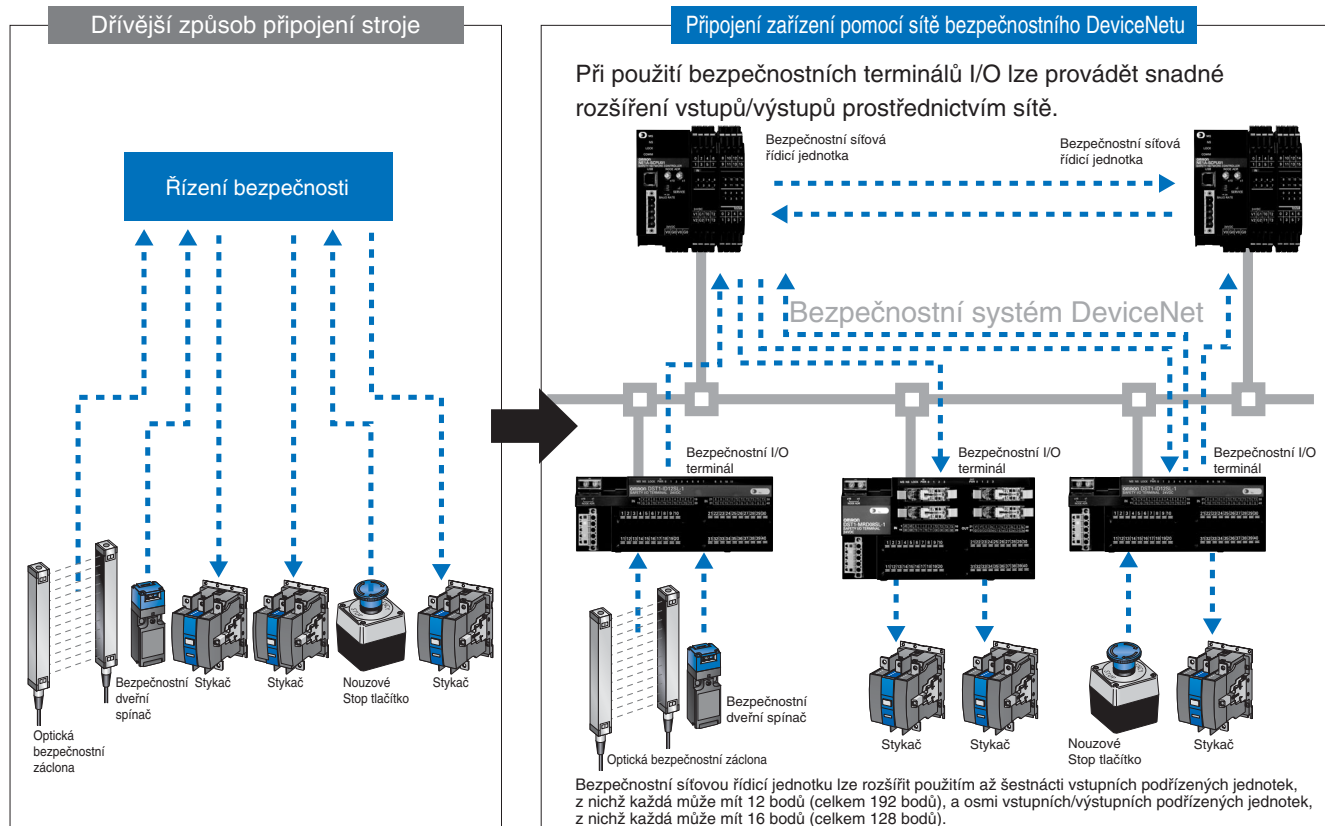 Dřívější způsob připojení stroje
Řízení bezpečnosti
Bezpečnostní
dveřní
spínač
Stykač
Stykač
Nouzové
Stop tlačítko
Stykač
Optická
bezpečnostní
záclona
Připojení zařízení pomocí sítě bezpečnostního DeviceNetu
Při použití bezpečnostních terminálů I/O lze provádět snadné
rozšíření vstupů/výstupů prostřednictvím sítě.
Bezpečnostní síťová
řídicí jednotka
Bezpečnostní síťová
řídicí jednotka
Bezpečnostní systém DeviceNet
Bezpečnostní I/O
terminál
Bezpečnostní I/O
terminál
Bezpečnostní I/O
terminál
Bezpečnostní
dveřní spínač
Optická bezpečnostní záclona
Stykač
Stykač
Nouzové
Stop tlačítko
Stykač
Bezpečnostní síťovou řídicí jednotku lze rozšířit použitím až šestnácti vstupních podřízených jednotek,
z nichž každá může mít 12 bodů (celkem 192 bodů), a osmi vstupních/výstupních podřízených jednotek,
z nichž každá může mít 16 bodů (celkem 128 bodů).